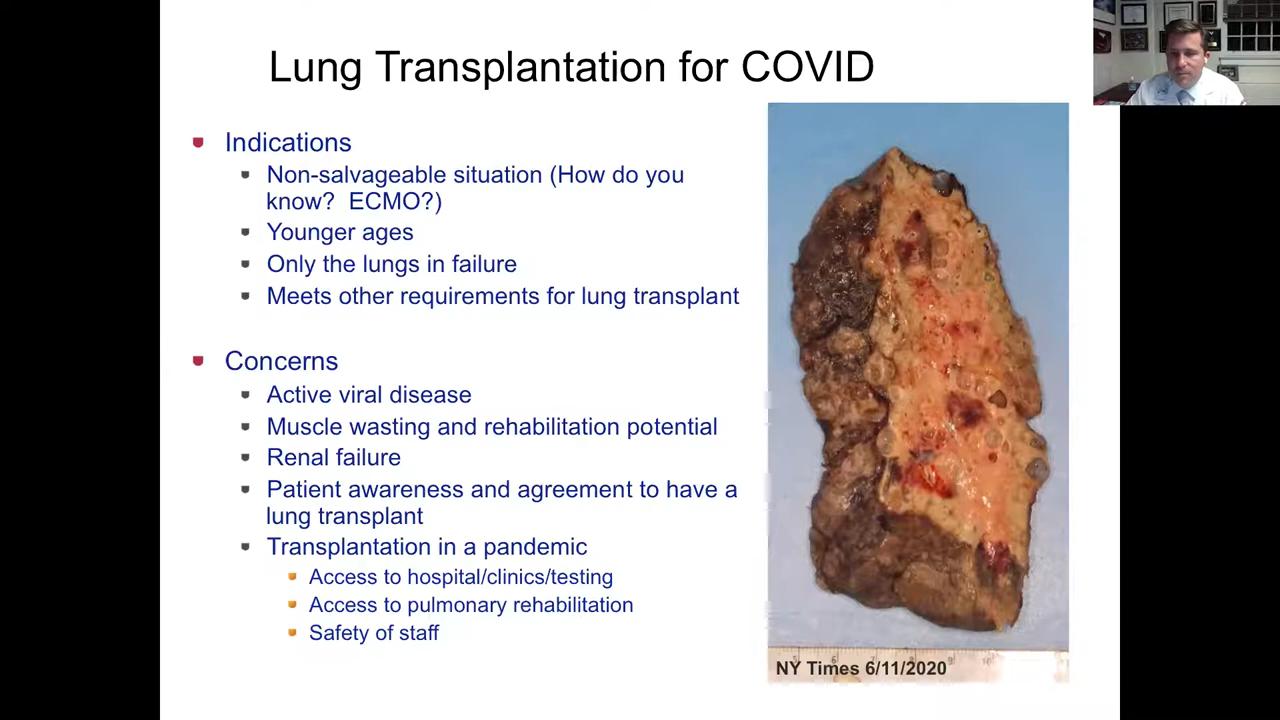 Lung Transplantation for COVID
Indications
Non-salvageable situation (How do you
know?  ECMO?)
Younger ages
Only the lungs in failure
Meets other requirements for lung transplant
Concerns
Active viral disease
Muscle wasting and rehabilitation potential
Renal failure
Patient awareness and agreement to have a
lung transplant
Transplantation in a pandemic
Access to hospital/clinics/testing
Access to pulmonary rehabilitation
Safety of staff
NY Times 6/11/2020